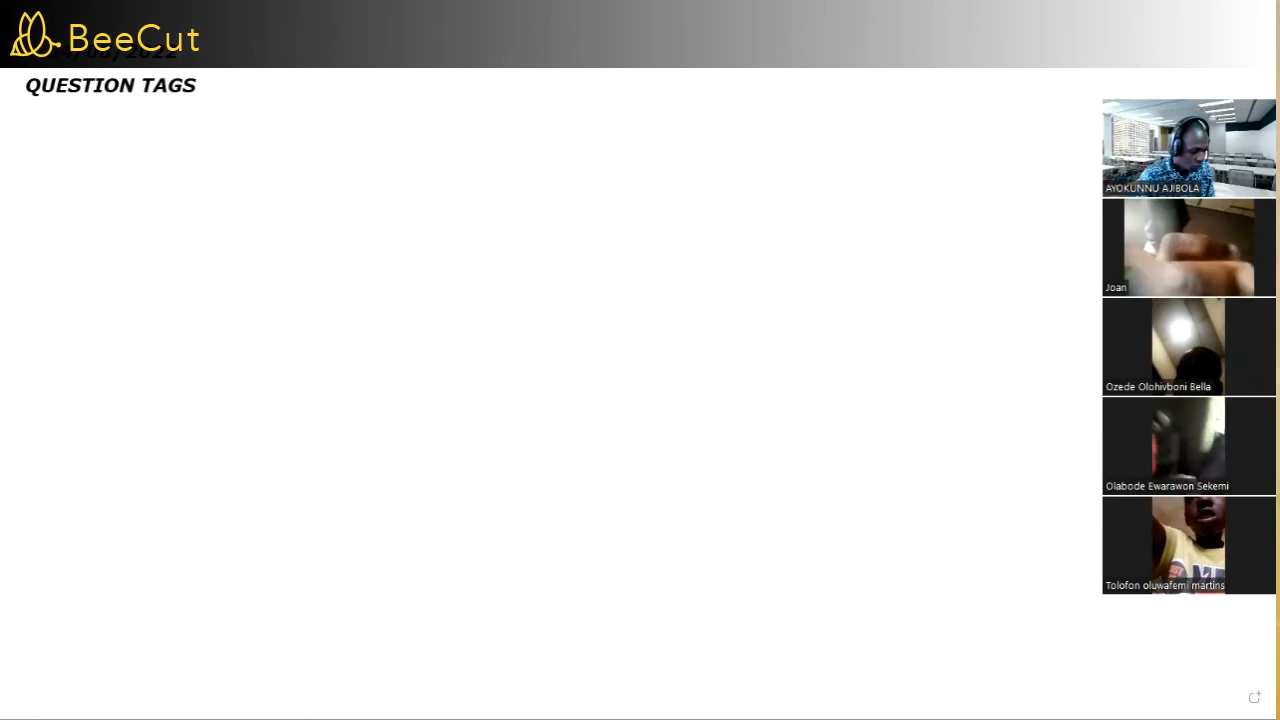 BeeCut
QUESTION TAGS
AYOKUNNU AJIBOLA
Joan
Ozede Olohivboni Bella
Olabode Ewarawon Sekemi
Tolofon oluwafemi martins